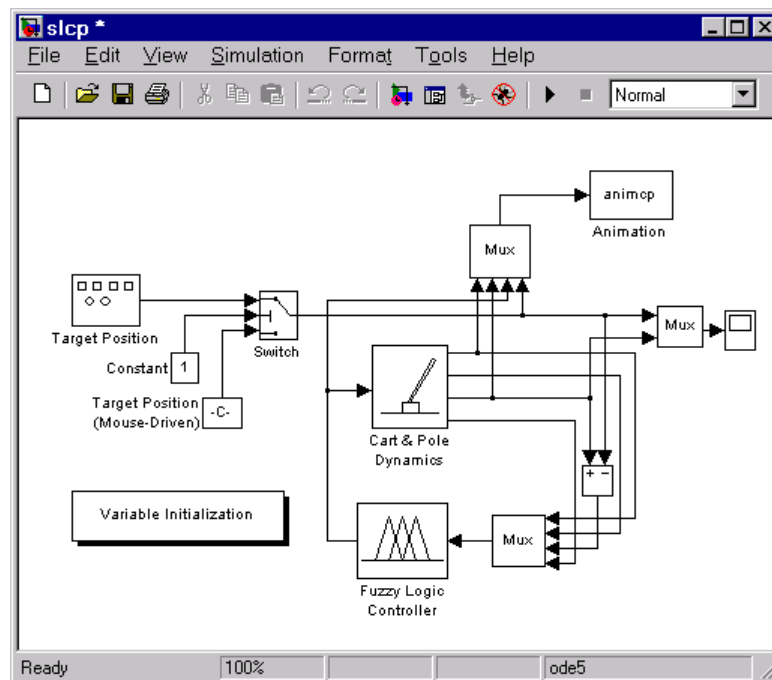 slcp *
File Edit View Simulation Format Tools Help
Normal
animcp
Animation
Mux
Target Position
Switch
Mux
Constant 1
Target Position
(Mouse-Driven)
-C-
Cart & Pole
Dynamics
+ −
Variable Initialization
Mux
Fuzzy Logic
Controller
Ready 100% ode5